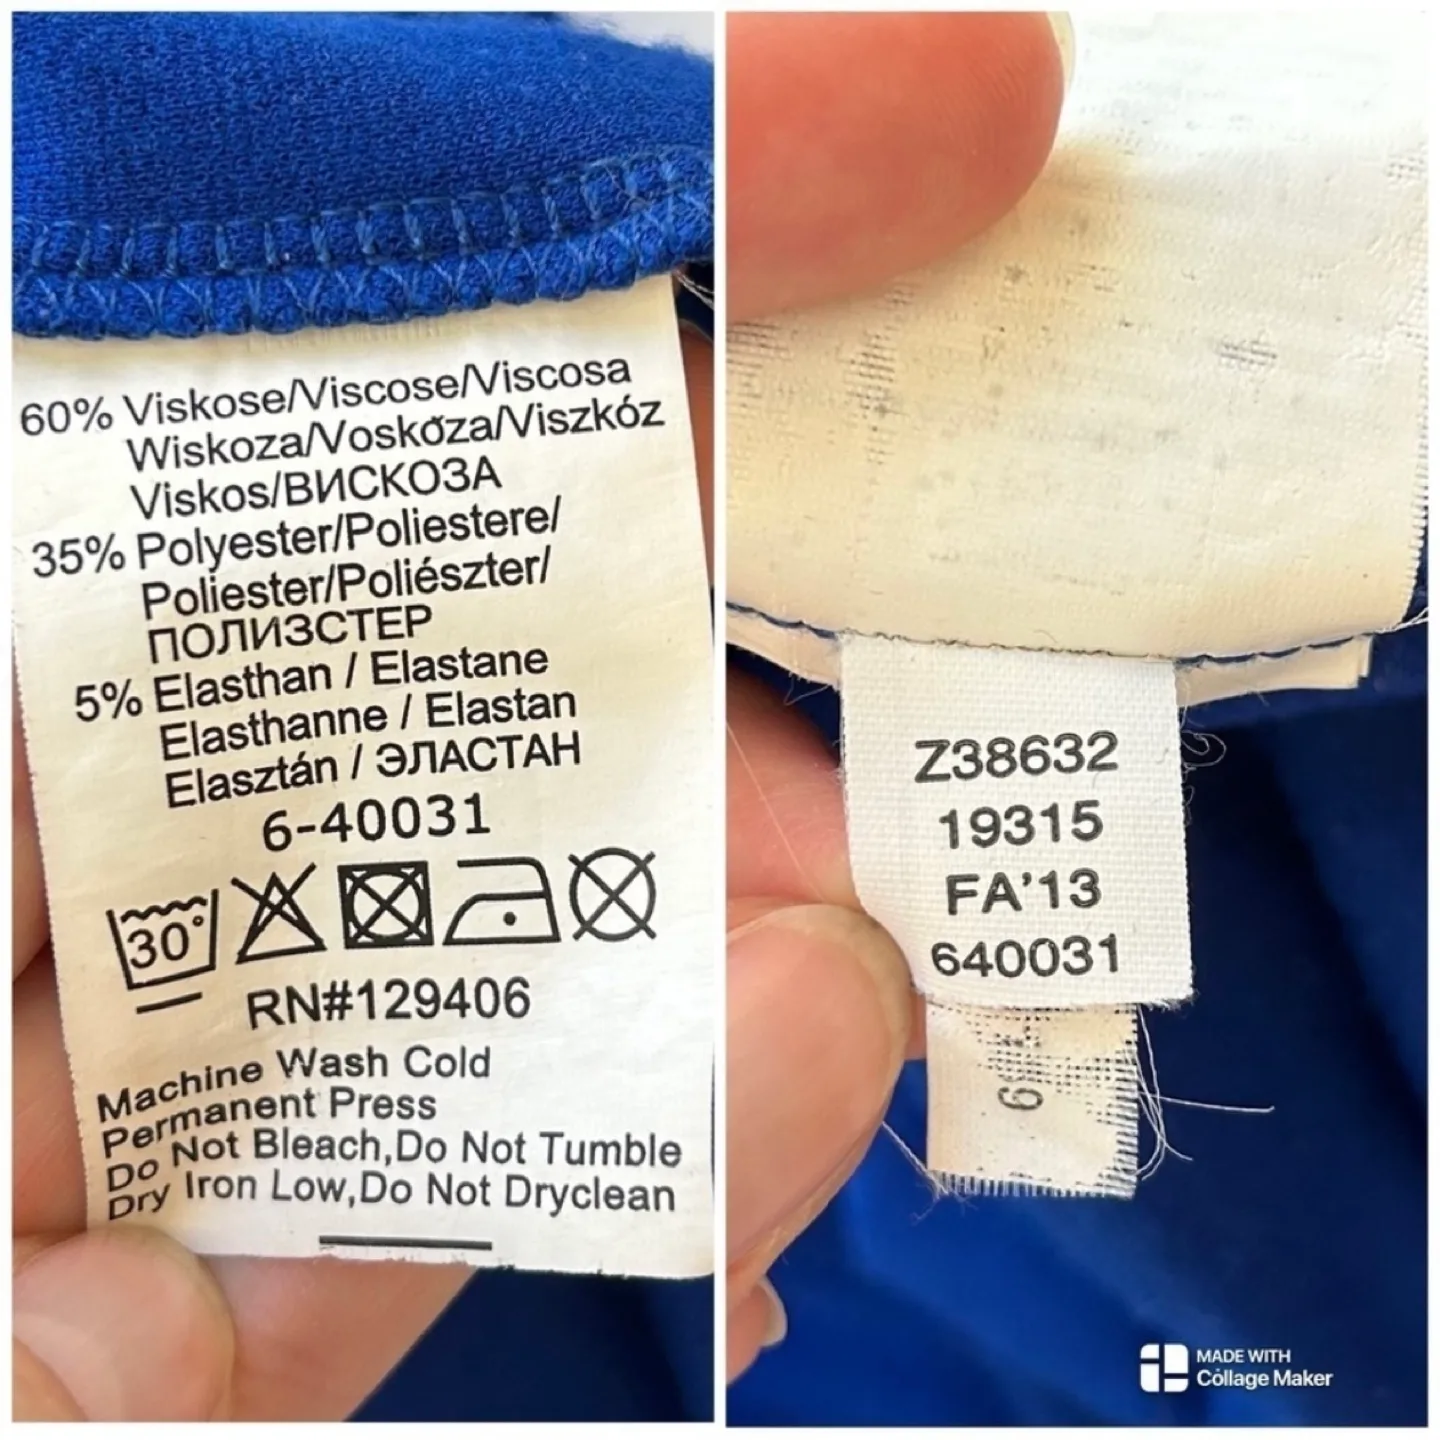 60% Viskose/Viscose/Viscosa
Wiskoza/Voskőza/Viszkóz
Viskos/ВИСКОЗА
35% Polyester/Poliestere/
Poliester/Poliészter/
ПОЛИЗСТЕР
5% Elasthan / Elastane
Elasthanne / Elastan
Elasztán / ЭЛАСТАН
6-40031
30°
RN#129406
Machine Wash Cold
Permanent Press
Do Not Bleach,Do Not Tumble
Dry Iron Low,Do Not Dryclean
Z38632
19315
FA'13
640031
MADE WITH
Collage Maker